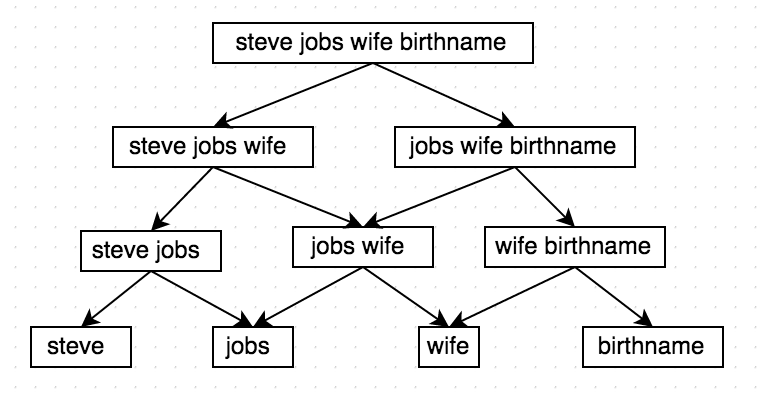 steve jobs wife birthname
steve jobs wife
jobs wife birthname
steve jobs
jobs wife
wife birthname
steve
jobs
wife
birthname